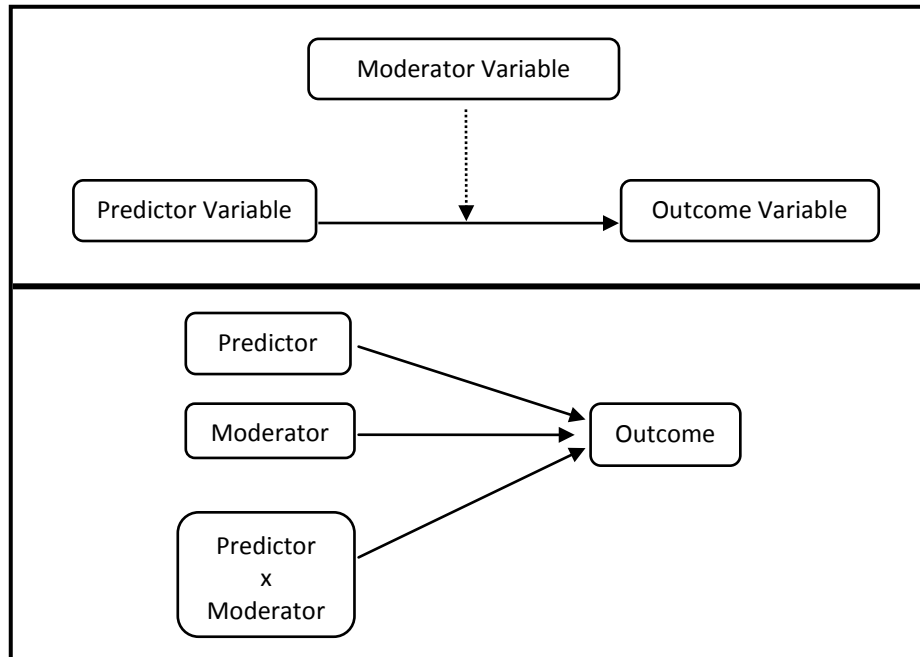 Moderator Variable
Predictor Variable
Outcome Variable
Predictor
Moderator
Outcome
Predictor
x
Moderator